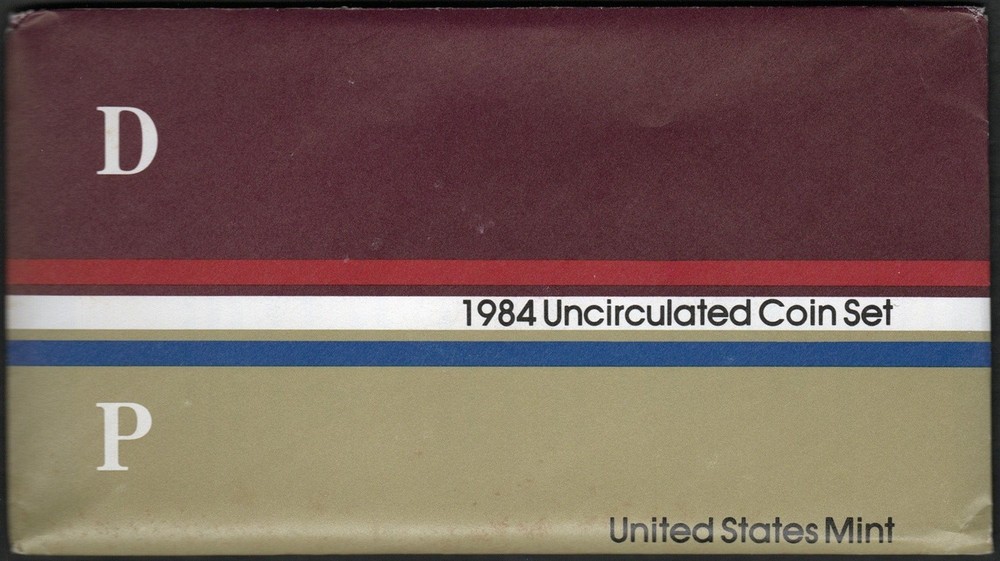 D
1984 Uncirculated Coin Set
P
United States Mint